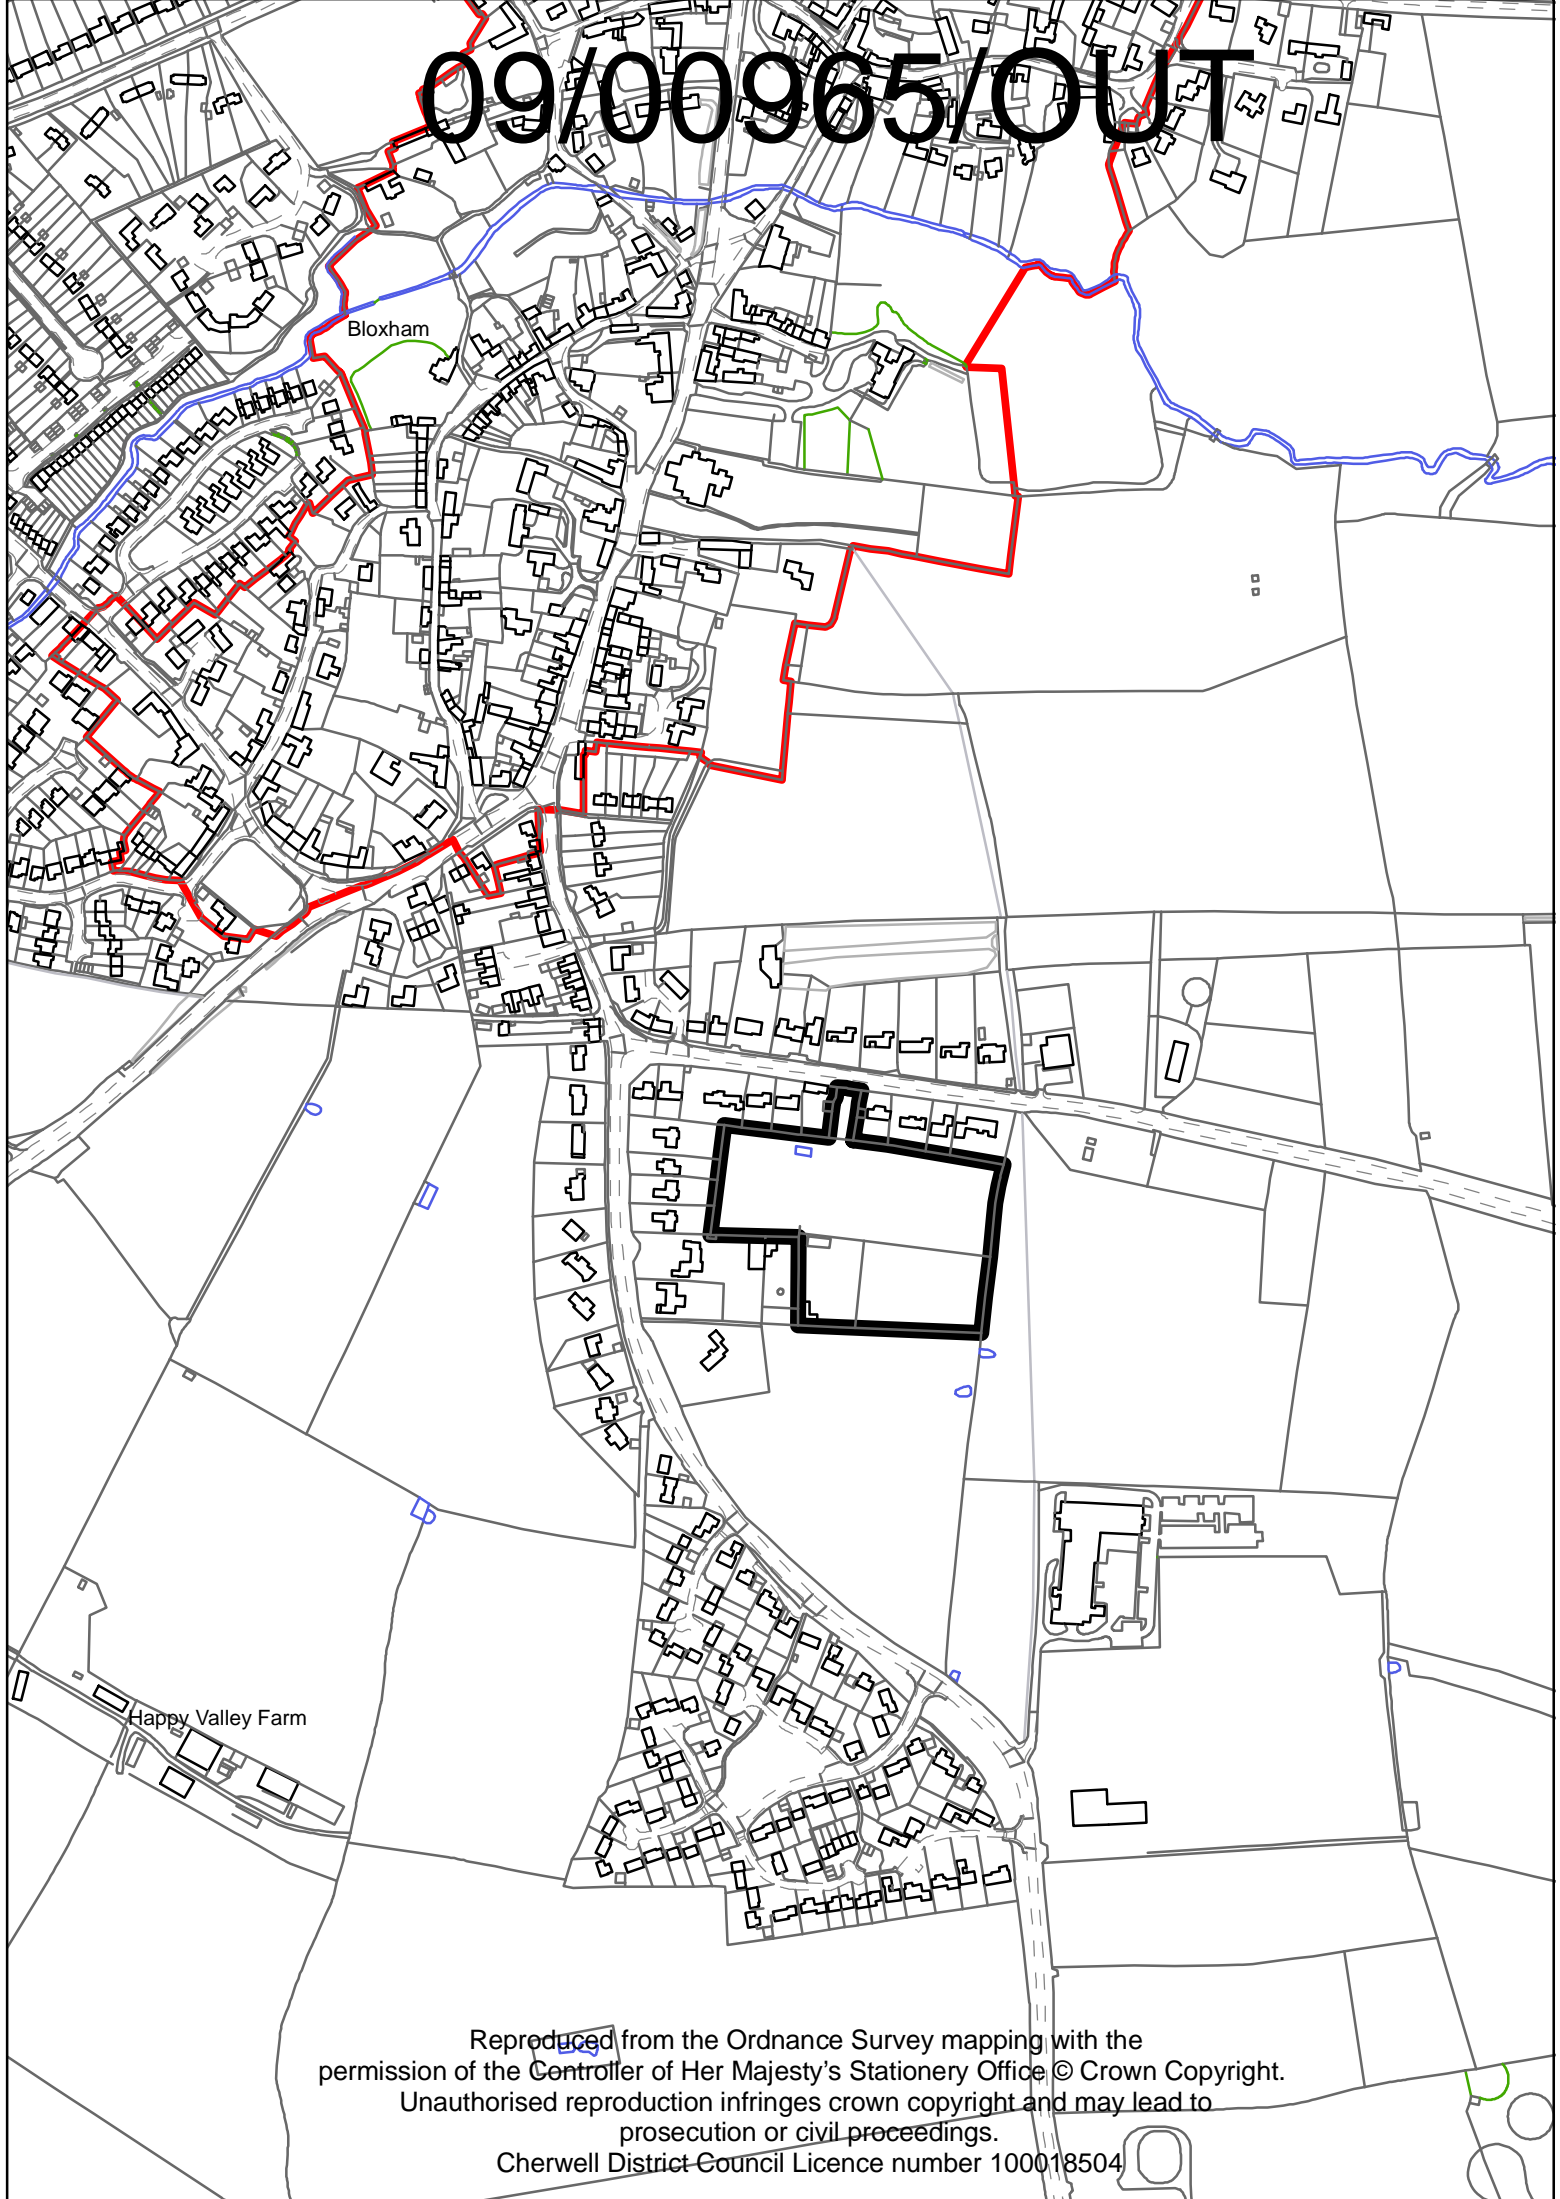 09/00965/OUT
Bloxham
Happy Valley Farm
Reproduced from the Ordnance Survey mapping with the
permission of the Controller of Her Majesty's Stationery Office © Crown Copyright.
Unauthorised reproduction infringes crown copyright and may lead to
prosecution or civil proceedings.
Cherwell District Council Licence number 100018504